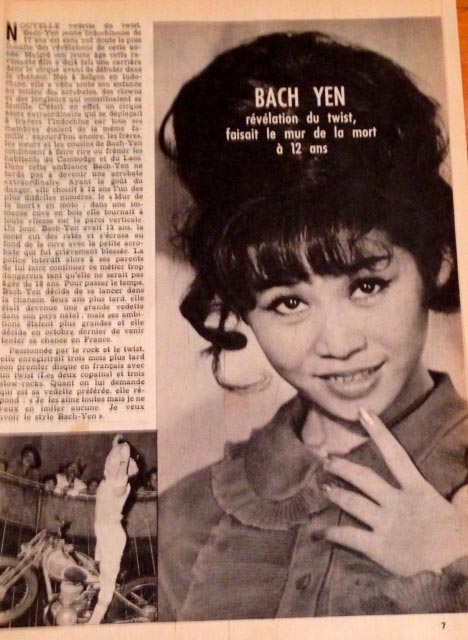 NOUVELLE vedette du twist,
Bach-Yen jeune Indochinoise de
17 ans est sans nul doute la plus
des révélations de cette an-
née. Malgré son jeune âge cette ra-
vissante fille a déjà fait une carrière
dans le cirque avant de débuter dans
la chanson. Née à Saïgon en Indo-
chine, elle a vécu toute son enfance
au milieu des acrobates, des clowns
et des jongleurs qui constituaient sa
famille. C'était, en effet, un cirque
assez extraordinaire qui se déplaçait
à travers l'Indochine car tous ses
membres étaient de la même fa-
mille ; aujourd'hui encore, les frères,
les sœurs et les cousins de Bach-Yen
continuent à faire rire ou frémir les
habitants du Cambodge et du Laos.
Dans cette ambiance Bach-Yen ne
tarda pas à devenir une acrobate
extraordinaire. Ayant le goût du
danger, elle choisit à 12 ans l'un des
plus difficiles numéros, le « Mur de
la mort » en moto ; dans une im-
mense cuve en bois elle tournait à
toute vitesse sur la paroi verticale.
Un jour, Bach-Yen avait 13 ans, la
moto eut des ratés et s'écrasa au
fond de la cuve avec la petite acro-
bate qui fut grièvement blessée. La
police interdit alors à ses parents
de lui faire continuer ce métier trop
dangereux tant qu'elle ne serait pas
âgée de 18 ans. Pour passer le temps,
Bach-Yen décida de se lancer dans
la chanson, deux ans plus tard, elle
était devenue une grande vedette
dans son pays natal ; mais ses ambi-
tions étaient plus grandes et elle
décida en octobre dernier de venir
tenter sa chance en France.
Passionnée par le rock et le twist,
elle enregistrait trois mois plus tard
son premier disque en français avec
un twist (Les deux copains) et trois
slow-rocks. Quant on lui demande
qui est sa vedette préférée, elle ré-
pond : « Je les aime toutes mais je ne
veux en imiter aucune. Je veux
avoir le style Bach-Yen ».
BACH YEN
révélation du twist,
faisait le mur de la mort
à 12 ans
7